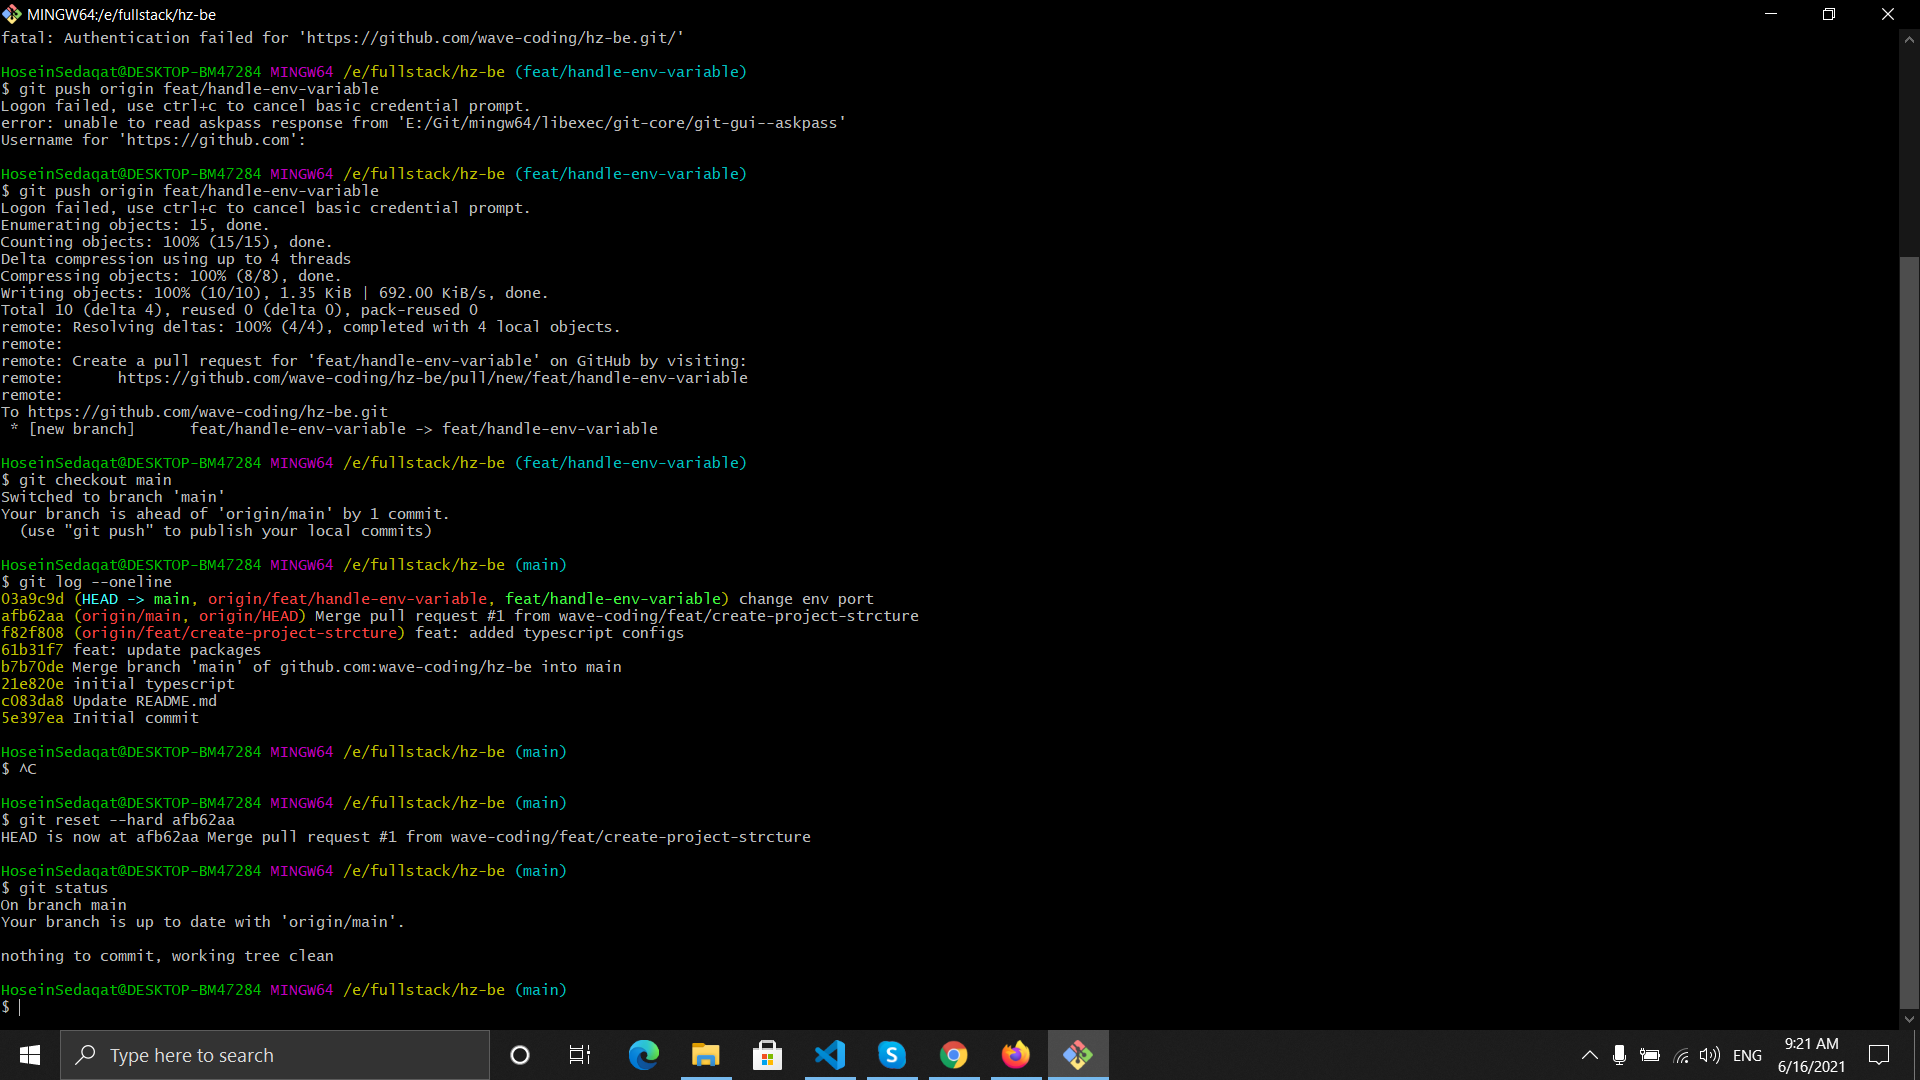 MINGW64:/e/fullstack/hz-be
fatal: Authentication failed for 'https://github.com/wave-coding/hz-be.git/'
HoseinSedaqat@DESKTOP-BM47284 MINGW64 /e/fullstack/hz-be (feat/handle-env-variable)
$ git push origin feat/handle-env-variable
Logon failed, use ctrl+c to cancel basic credential prompt.
error: unable to read askpass response from 'E:/Git/mingw64/libexec/git-core/git-gui--askpass'
Username for 'https://github.com':
HoseinSedaqat@DESKTOP-BM47284 MINGW64 /e/fullstack/hz-be (feat/handle-env-variable)
$ git push origin feat/handle-env-variable
Logon failed, use ctrl+c to cancel basic credential prompt.
Enumerating objects: 15, done.
Counting objects: 100% (15/15), done.
Delta compression using up to 4 threads
Compressing objects: 100% (8/8), done.
Writing objects: 100% (10/10), 1.35 KiB | 692.00 KiB/s, done.
Total 10 (delta 4), reused 0 (delta 0), pack-reused 0
remote: Resolving deltas: 100% (4/4), completed with 4 local objects.
remote:
remote: Create a pull request for 'feat/handle-env-variable' on GitHub by visiting:
remote:      https://github.com/wave-coding/hz-be/pull/new/feat/handle-env-variable
remote:
To https://github.com/wave-coding/hz-be.git
 * [new branch]      feat/handle-env-variable -> feat/handle-env-variable
HoseinSedaqat@DESKTOP-BM47284 MINGW64 /e/fullstack/hz-be (feat/handle-env-variable)
$ git checkout main
Switched to branch 'main'
Your branch is ahead of 'origin/main' by 1 commit.
  (use "git push" to publish your local commits)
HoseinSedaqat@DESKTOP-BM47284 MINGW64 /e/fullstack/hz-be (main)
$ git log --oneline
03a9c9d (HEAD -> main, origin/feat/handle-env-variable, feat/handle-env-variable) change env port
afb62aa (origin/main, origin/HEAD) Merge pull request #1 from wave-coding/feat/create-project-strcture
f82f808 (origin/feat/create-project-strcture) feat: added typescript configs
61b31f7 feat: update packages
b7b70de Merge branch 'main' of github.com:wave-coding/hz-be into main
21e820e initial typescript
c083da8 Update README.md
5e397ea Initial commit
HoseinSedaqat@DESKTOP-BM47284 MINGW64 /e/fullstack/hz-be (main)
$ ^C
HoseinSedaqat@DESKTOP-BM47284 MINGW64 /e/fullstack/hz-be (main)
$ git reset --hard afb62aa
HEAD is now at afb62aa Merge pull request #1 from wave-coding/feat/create-project-strcture
HoseinSedaqat@DESKTOP-BM47284 MINGW64 /e/fullstack/hz-be (main)
$ git status
On branch main
Your branch is up to date with 'origin/main'.
nothing to commit, working tree clean
HoseinSedaqat@DESKTOP-BM47284 MINGW64 /e/fullstack/hz-be (main)
$
Type here to search
ENG
9:21 AM
6/16/2021